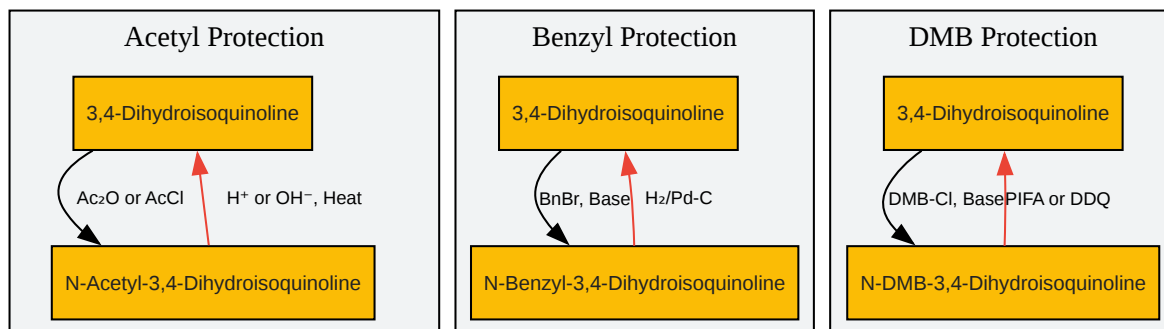 Acetyl Protection
3,4-Dihydroisoquinoline
Ac₂O or AcCl
H⁺ or OH⁻, Heat
N-Acetyl-3,4-Dihydroisoquinoline
Benzyl Protection
3,4-Dihydroisoquinoline
BnBr, Base
H₂/Pd-C
N-Benzyl-3,4-Dihydroisoquinoline
DMB Protection
3,4-Dihydroisoquinoline
DMB-Cl, Base
PIFA or DDQ
N-DMB-3,4-Dihydroisoquinoline